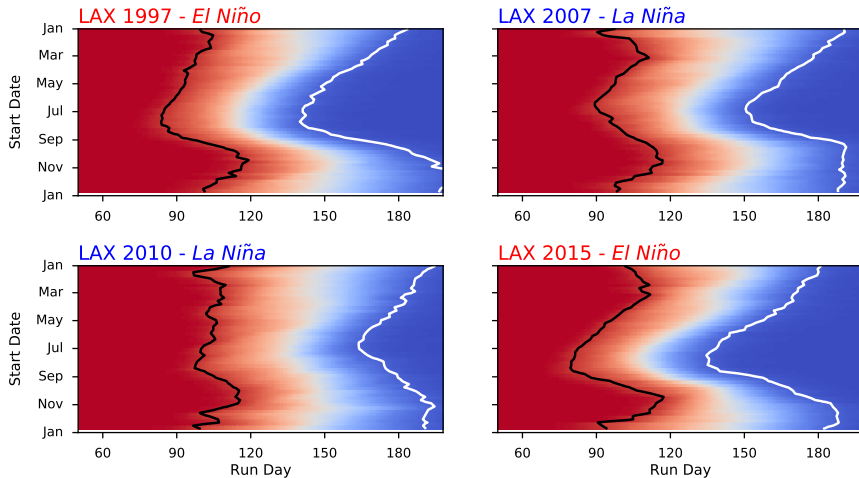 LAX 1997 - El Niño
LAX 2007 - La Niña
Start Date
Jan
Mar
May
Jul
Sep
Nov
Jan
60 90 120 150 180
60 90 120 150 180
LAX 2010 - La Niña
LAX 2015 - El Niño
Start Date
Jan
Mar
May
Jul
Sep
Nov
Jan
60 90 120 150 180
60 90 120 150 180
Run Day
Run Day